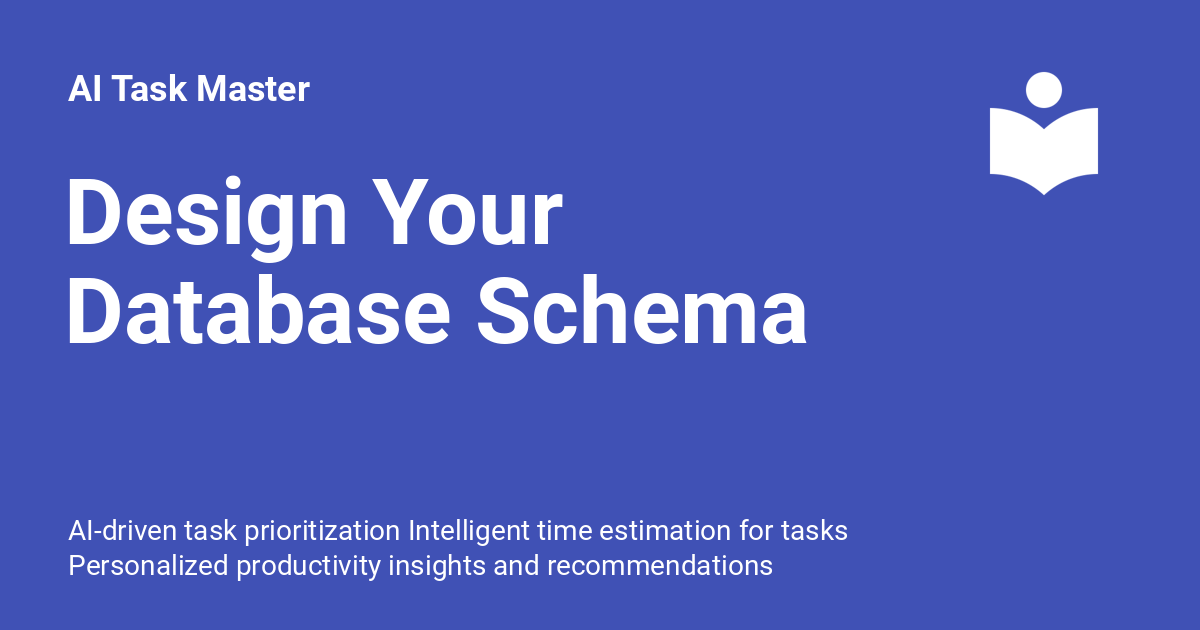 AI Task Master
Design Your
Database Schema
AI-driven task prioritization Intelligent time estimation for tasks
Personalized productivity insights and recommendations